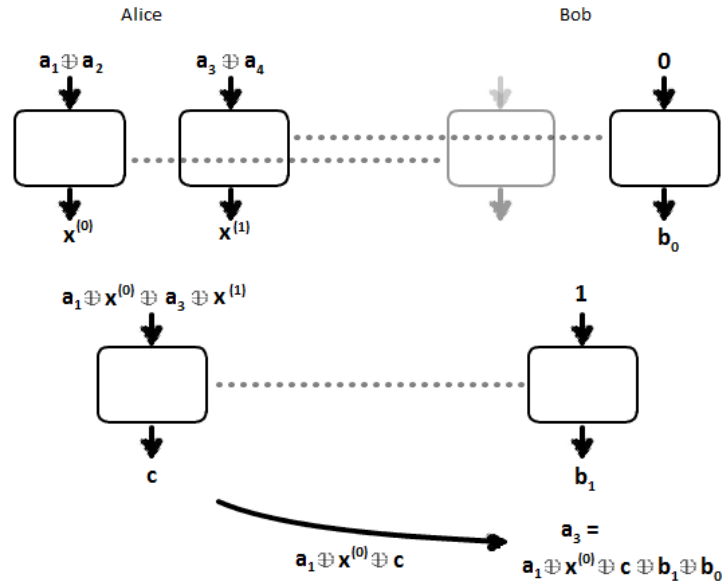 Alice Bob
a₁ ⊕ a₂ a₃ ⊕ a₄ 0
x⁽⁰⁾ x⁽¹⁾ b₀
a₁ ⊕ x⁽⁰⁾ ⊕ a₃ ⊕ x⁽¹⁾ 1
c b₁
a₃ =
a₁ ⊕ x⁽⁰⁾ ⊕ c a₁ ⊕ x⁽⁰⁾ ⊕ c ⊕ b₁ ⊕ b₀